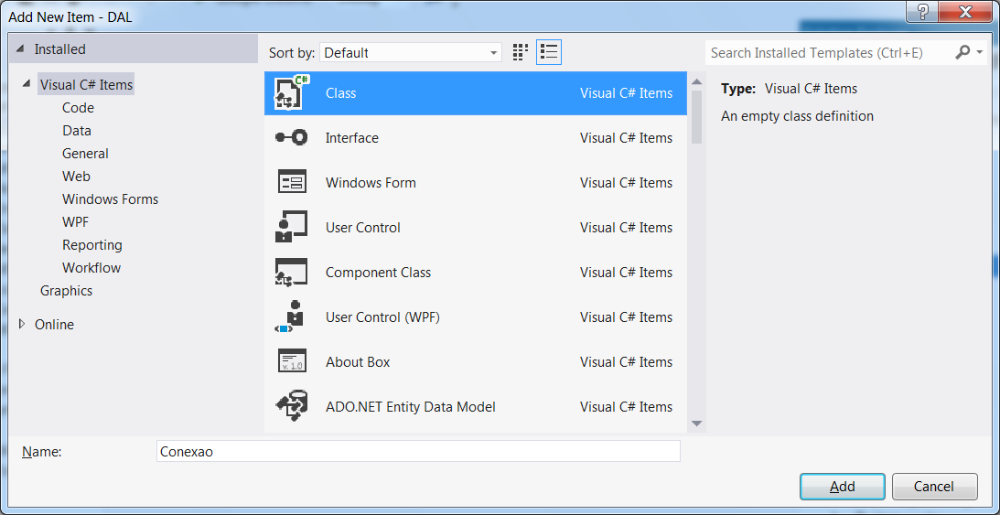 Add New Item - DAL
Installed
Sort by: Default
Search Installed Templates (Ctrl+E)
Visual C# Items
Code
Data
General
Web
Windows Forms
WPF
Reporting
Workflow
Graphics
Online
C#
Class Visual C# Items
Interface Visual C# Items
Windows Form Visual C# Items
User Control Visual C# Items
Component Class Visual C# Items
User Control (WPF) Visual C# Items
v. 1.0
About Box Visual C# Items
ADO.NET Entity Data Model Visual C# Items
Type: Visual C# Items
An empty class definition
Name: Conexao
Add Cancel